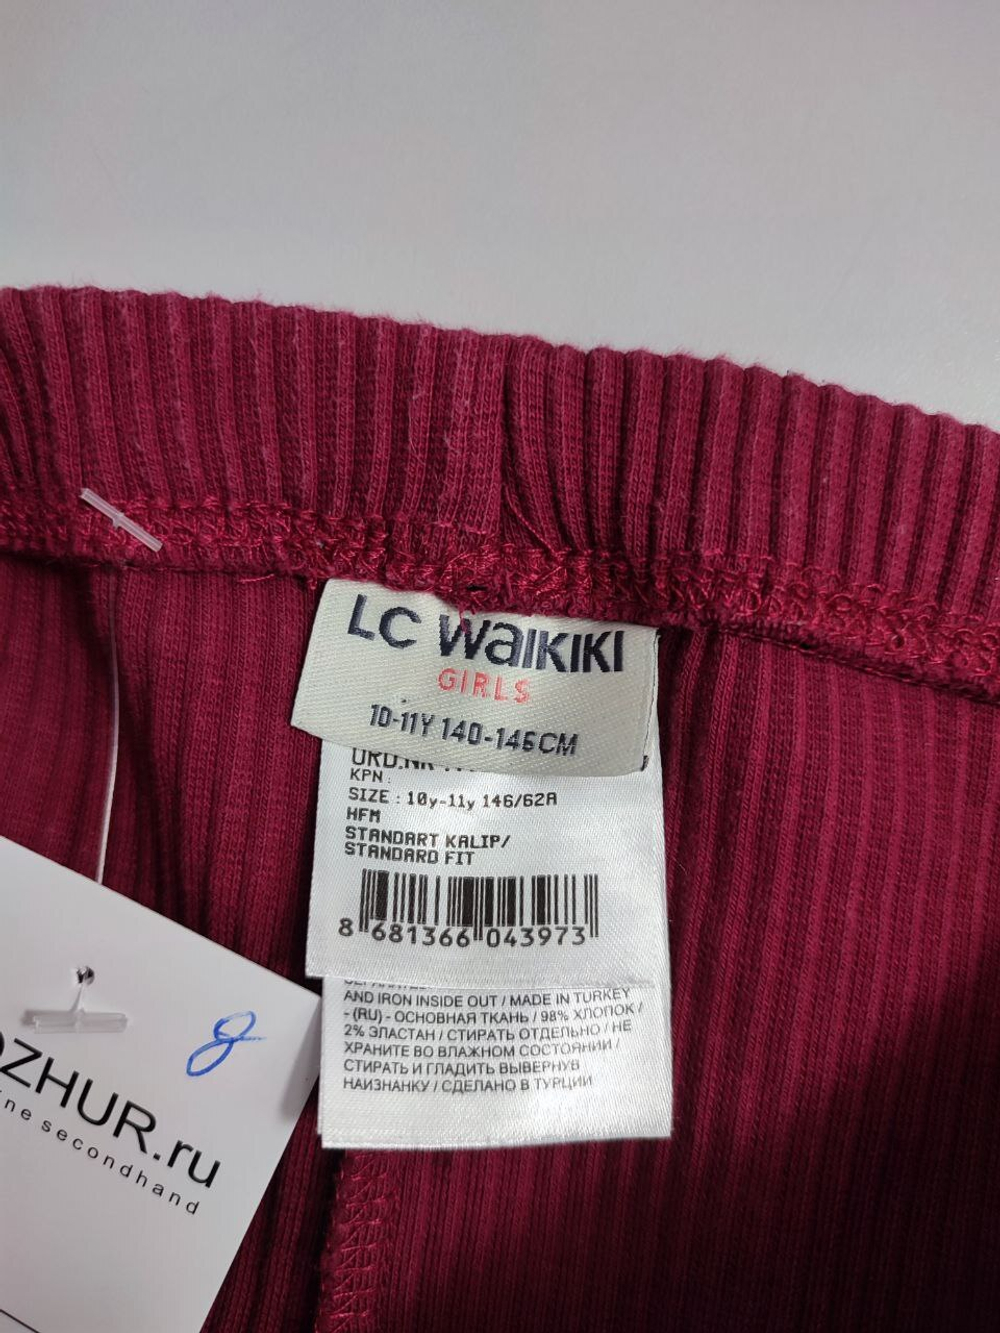 LC WAIKIKI
GIRLS
10-11Y 140-146CM
KPN :
SIZE : 10y-11y 146/62A
HFM
STANDART KALIP/
STANDARD FIT
8 681366 043973
AND IRON INSIDE OUT / MADE IN TURKEY
- (RU) - ОСНОВНАЯ ТКАНЬ / 98% ХЛОПОК /
2% ЭЛАСТАН / СТИРАТЬ ОТДЕЛЬНО / НЕ
ХРАНИТЕ ВО ВЛАЖНОМ СОСТОЯНИИ /
СТИРАТЬ И ГЛАДИТЬ ВЫВЕРНУВ
НАИЗНАНКУ / СДЕЛАНО В ТУРЦИИ
ZHUR.ru
ne secondhand